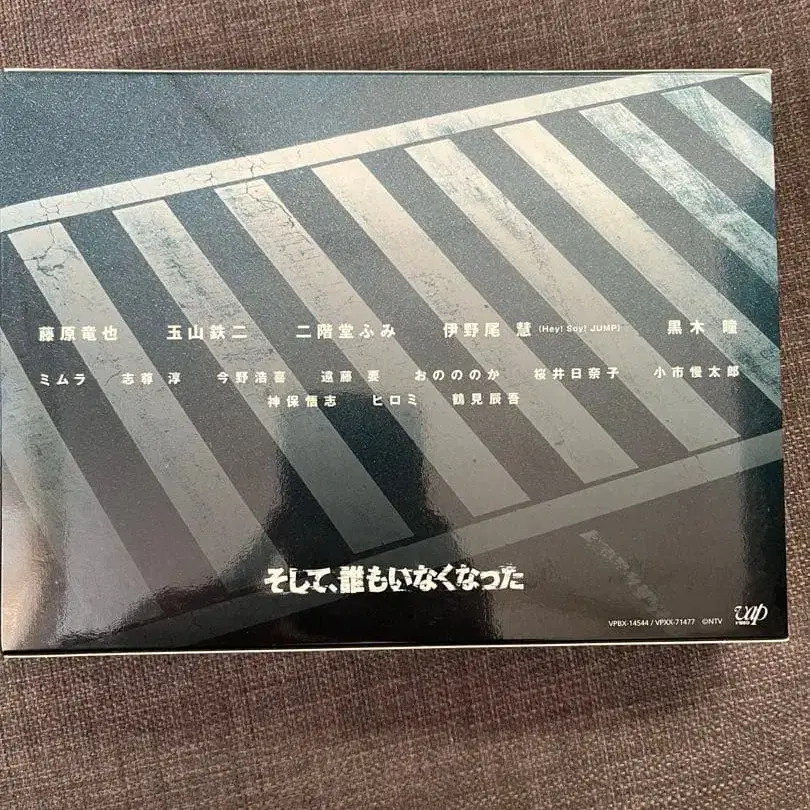 藤原竜也 玉山鉄二 二階堂ふみ 伊野尾 慧 (Hey! Say! JUMP) 黒木 瞳
ミムラ 志尊 淳 今野浩喜 遠藤 要 おのののか 桜井日奈子 小市慢太郎
神保悟志 ヒロミ 鶴見辰吾
そして、誰もいなくなった
VPBX-14544 / VPXX-71477 ©NTV
vap
VIDEO